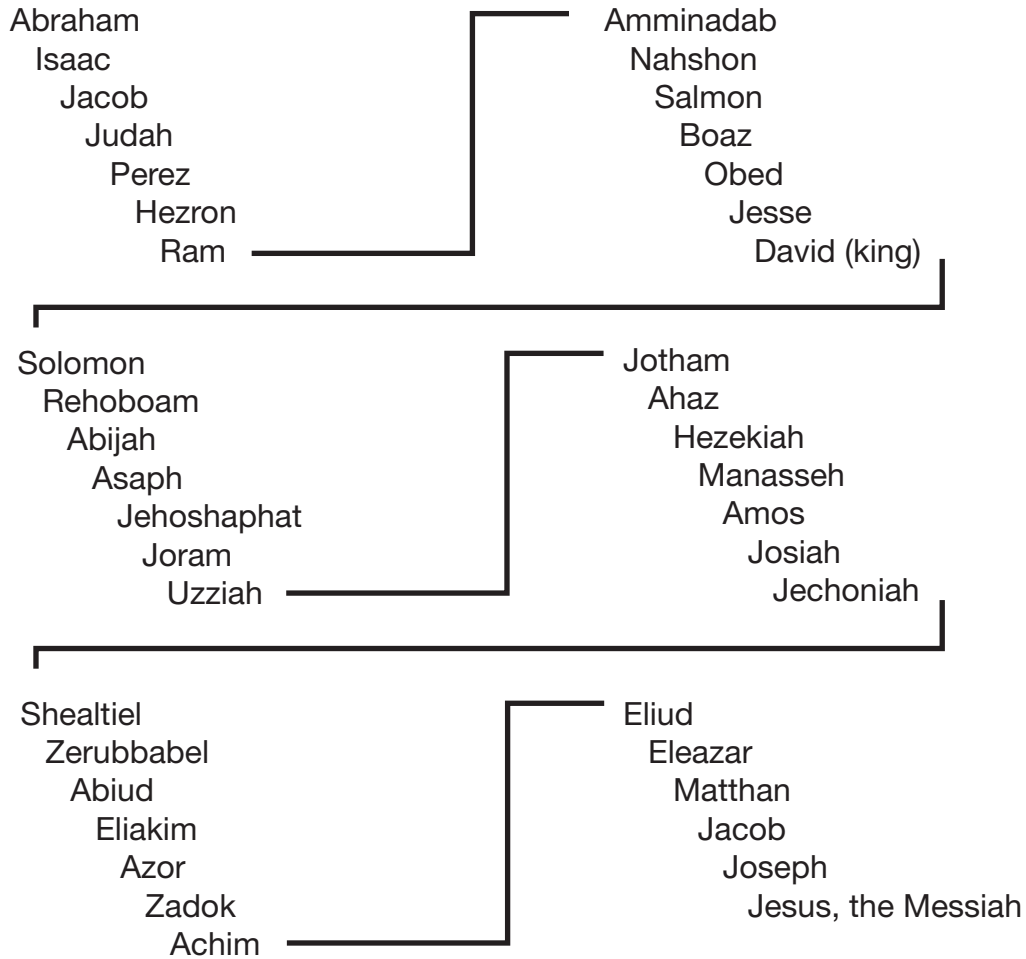 Abraham
Isaac
Jacob
Judah
Perez
Hezron
Ram
Amminadab
Nahshon
Salmon
Boaz
Obed
Jesse
David (king)
Solomon
Rehoboam
Abijah
Asaph
Jehoshaphat
Joram
Uzziah
Jotham
Ahaz
Hezekiah
Manasseh
Amos
Josiah
Jechoniah
Shealtiel
Zerubbabel
Abiud
Eliakim
Azor
Zadok
Achim
Eliud
Eleazar
Matthan
Jacob
Joseph
Jesus, the Messiah